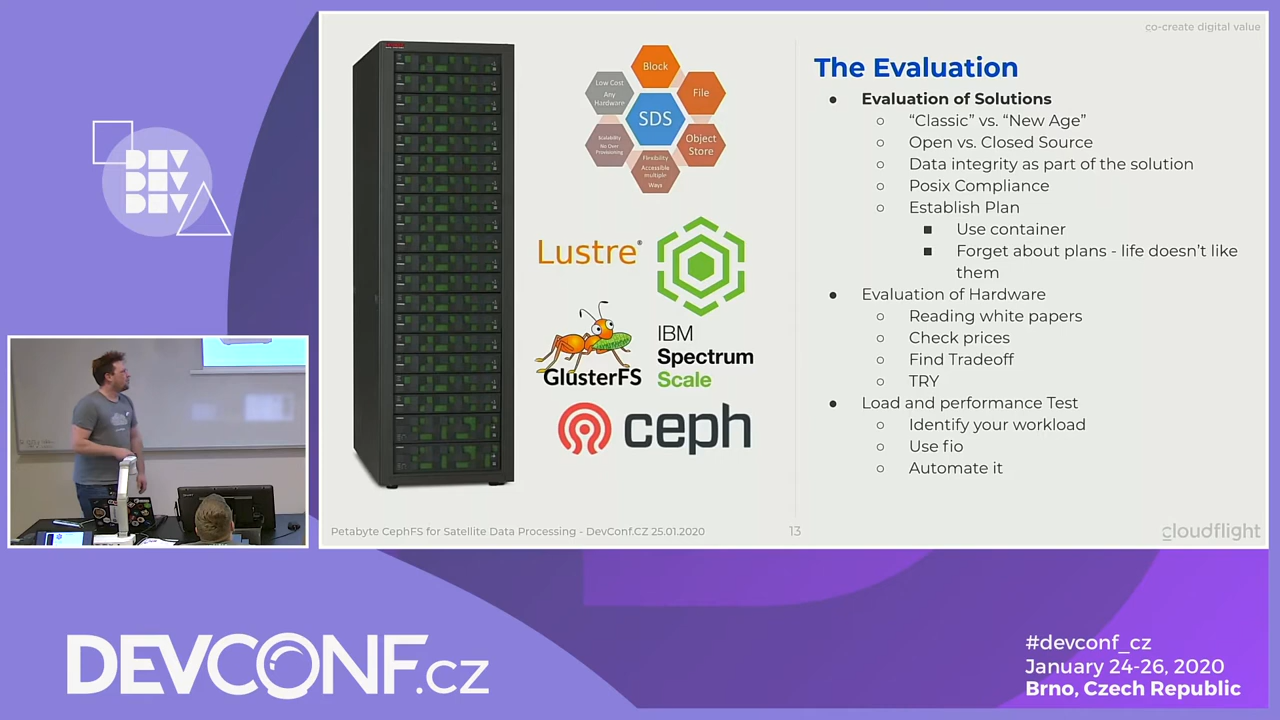 co-create digital value
The Evaluation
● Evaluation of Solutions
○ “Classic” vs. “New Age”
○ Open vs. Closed Source
○ Data integrity as part of the solution
○ Posix Compliance
○ Establish Plan
■ Use container
■ Forget about plans - life doesn’t like
them
● Evaluation of Hardware
○ Reading white papers
○ Check prices
○ Find Tradeoff
○ TRY
● Load and performance Test
○ Identify your workload
○ Use fio
○ Automate it
Block
File
Object
Store
Flexibility
Accessible
multiple
Ways
Scalability
No Over
Provisioning
Low Cost
Any
Hardware
SDS
Lustre®
GlusterFS
IBM
Spectrum
Scale
ceph
Petabyte CephFS for Satellite Data Processing - DevConf.CZ 25.01.2020
13
cloudflight
DEV
DEV
DEV
DEVCONF.cz
#devconf_cz
January 24-26, 2020
Brno, Czech Republic